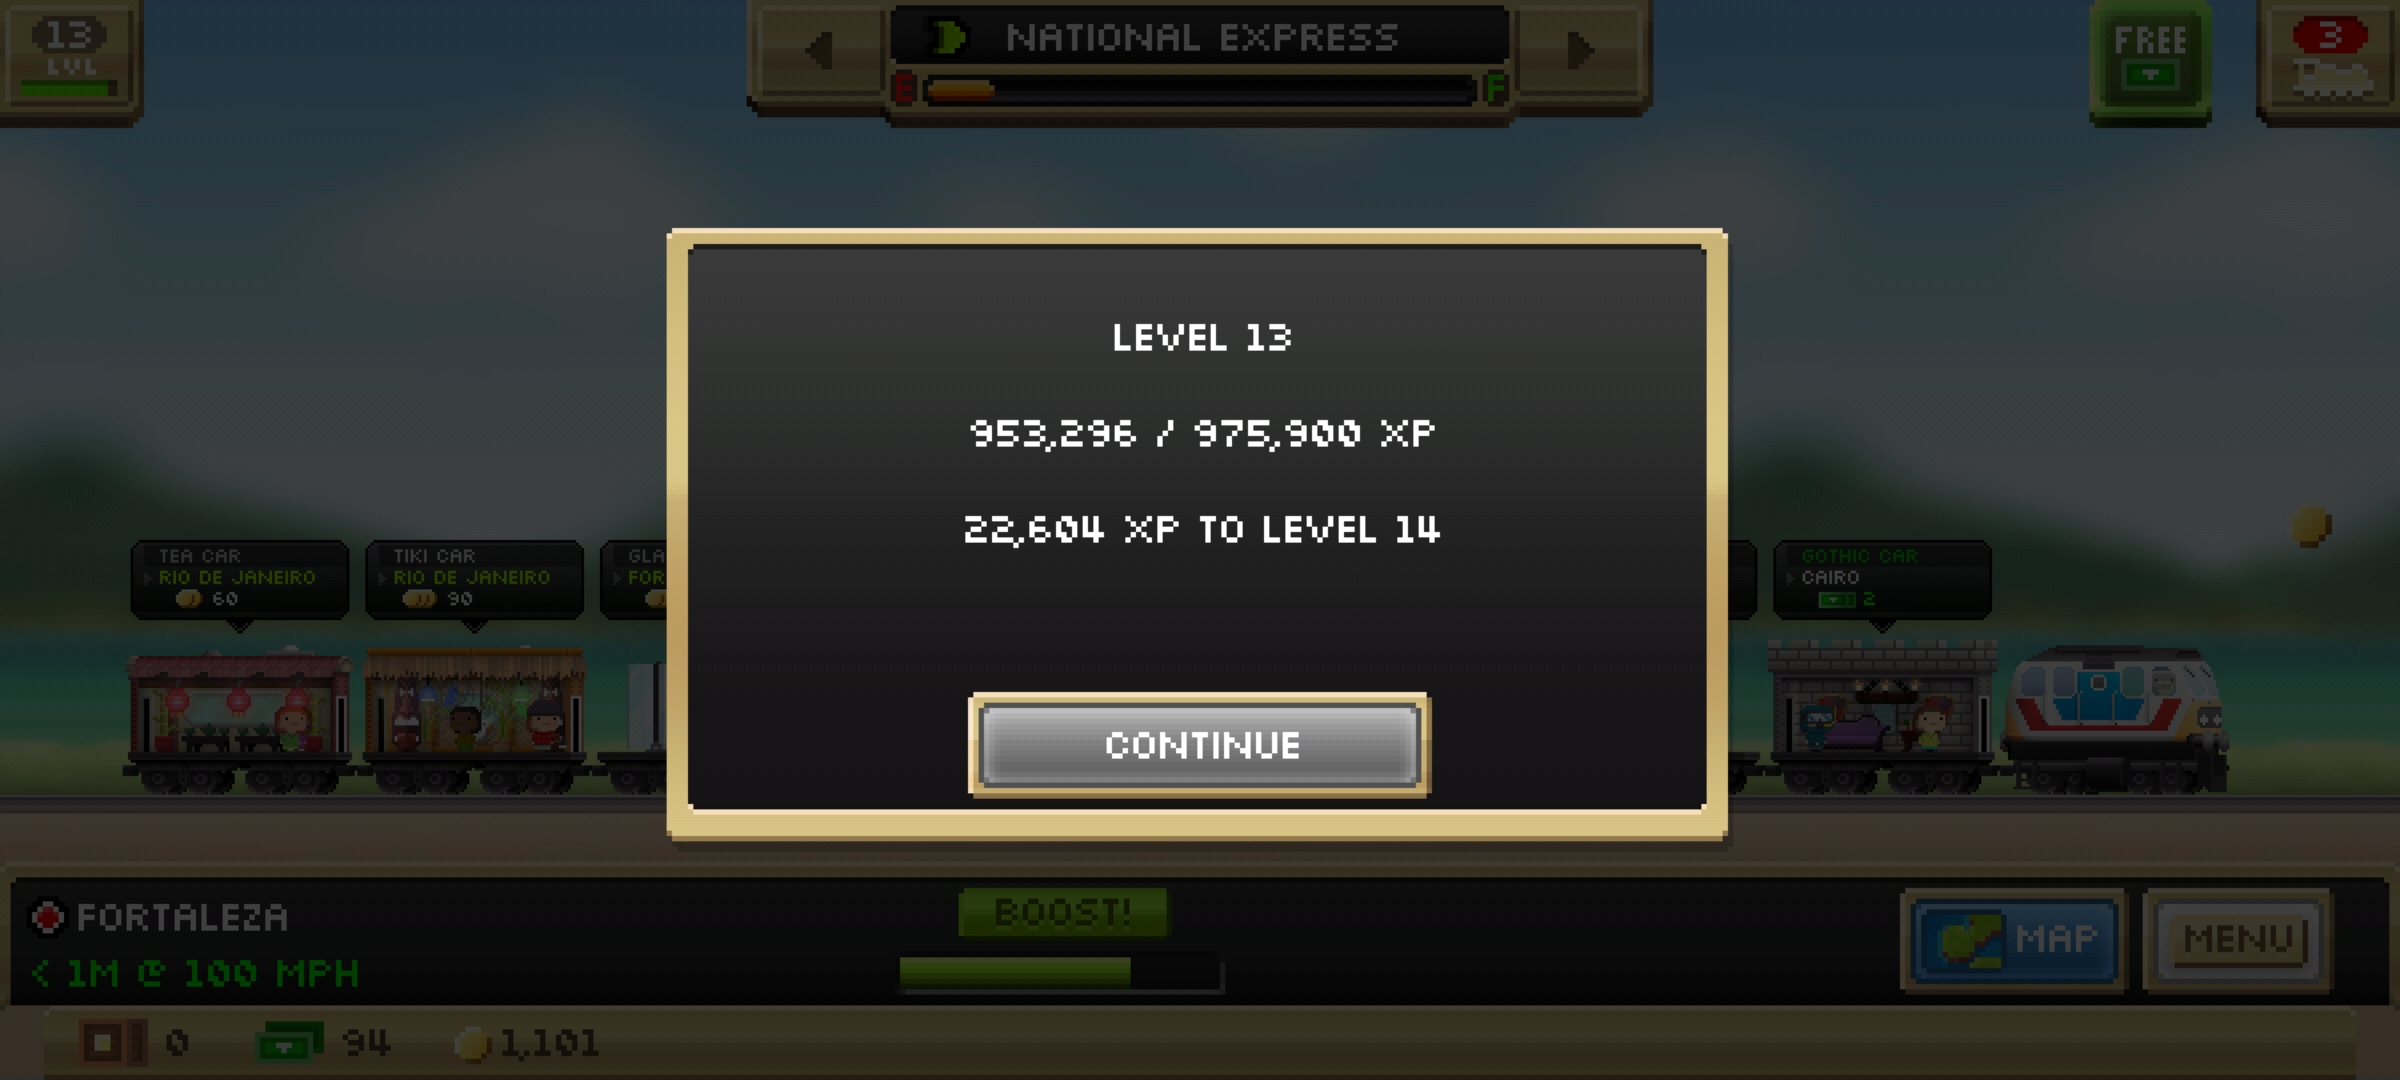 13
LVL
NATIONAL EXPRESS
E
F
FREE
3
LEVEL 13
953,296 / 975,900 XP
22,604 XP TO LEVEL 14
CONTINUE
TEA CAR
RIO DE JANEIRO
60
TIKI CAR
RIO DE JANEIRO
90
GLA
FOR
GOTHIC CAR
CAIRO
2
FORTALEZA
< 1M @ 100 MPH
BOOST!
MAP
MENU
0
94
1,101